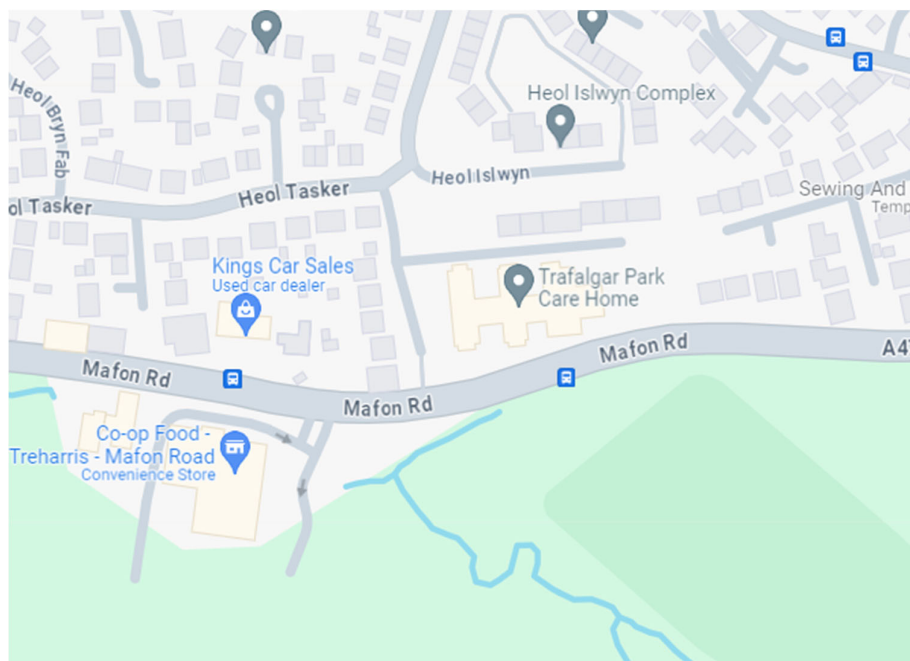 Heol Bryn Fab
Heol Islwyn Complex
Heol Islwyn
Heol Tasker
ol Tasker
Sewing And
Temp
Kings Car Sales
Used car dealer
Trafalgar Park
Care Home
Mafon Rd
A47
Mafon Rd
Mafon Rd
Co-op Food -
Treharris - Mafon Road
Convenience Store